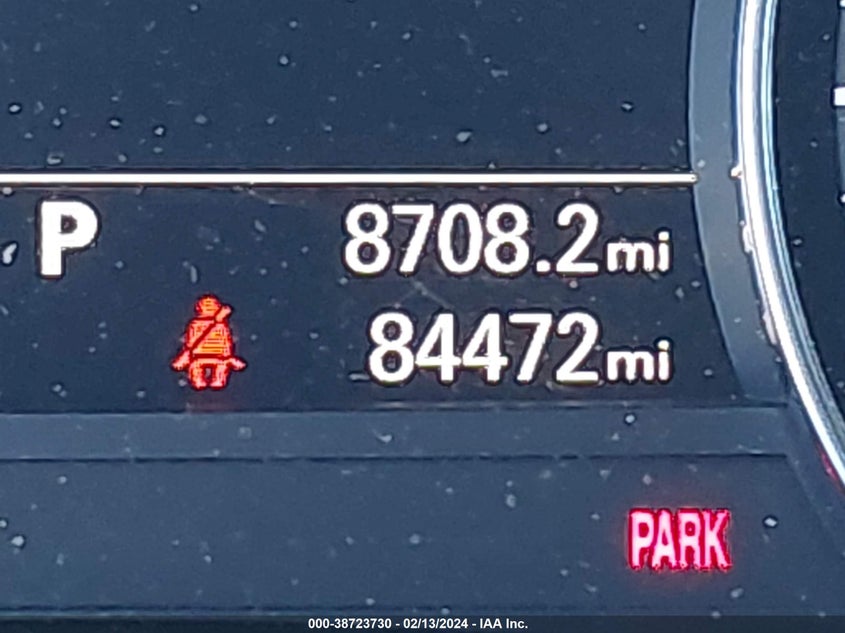 P 8708.2mi
84472mi
PARK
000-38723730 - 02/13/2024 - IAA Inc.